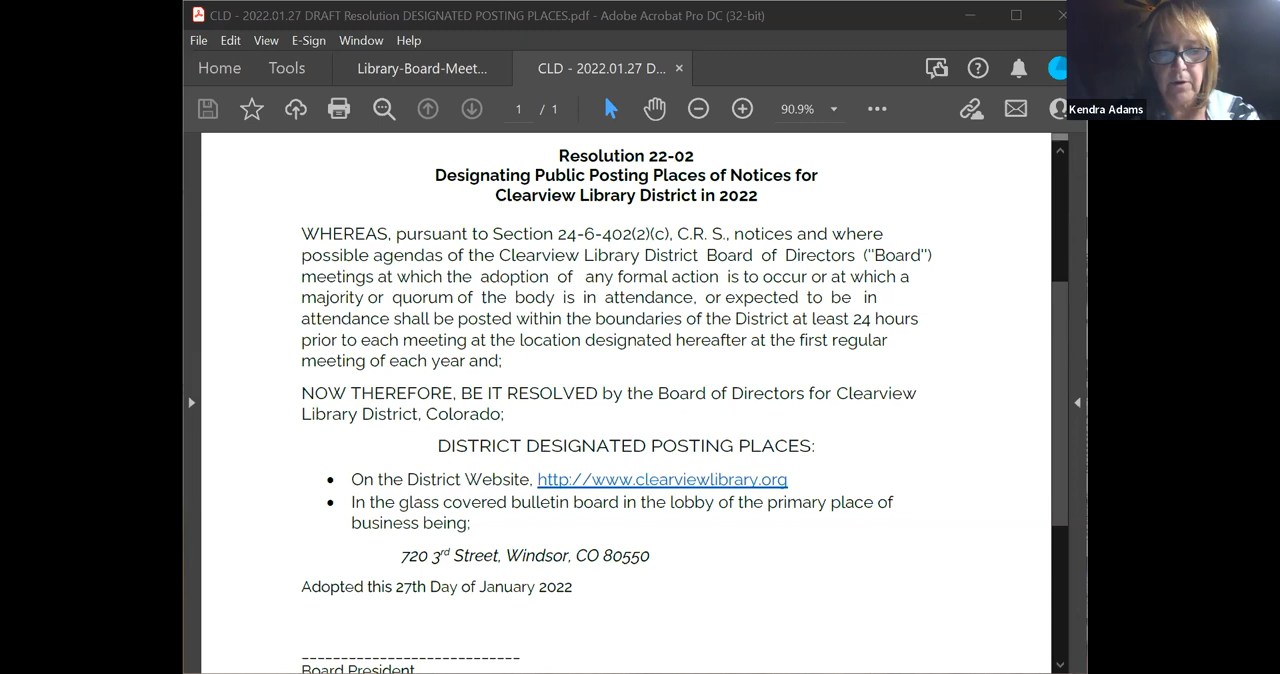 CLD - 2022.01.27 DRAFT Resolution DESIGNATED POSTING PLACES.pdf - Adobe Acrobat Pro DC (32-bit)
File Edit View E-Sign Window Help
Home Tools Library-Board-Meet... CLD - 2022.01.27 D... ×
1 / 1 90.9%
Kendra Adams
Resolution 22-02
Designating Public Posting Places of Notices for
Clearview Library District in 2022
WHEREAS, pursuant to Section 24-6-402(2)(c), C.R. S., notices and where
possible agendas of the Clearview Library District Board of Directors ("Board")
meetings at which the adoption of any formal action is to occur or at which a
majority or quorum of the body is in attendance, or expected to be in
attendance shall be posted within the boundaries of the District at least 24 hours
prior to each meeting at the location designated hereafter at the first regular
meeting of each year and;
NOW THEREFORE, BE IT RESOLVED by the Board of Directors for Clearview
Library District, Colorado;
DISTRICT DESIGNATED POSTING PLACES:
• On the District Website, http://www.clearviewlibrary.org
• In the glass covered bulletin board in the lobby of the primary place of
business being;
720 3rd Street, Windsor, CO 80550
Adopted this 27th Day of January 2022
____________________________
Board President